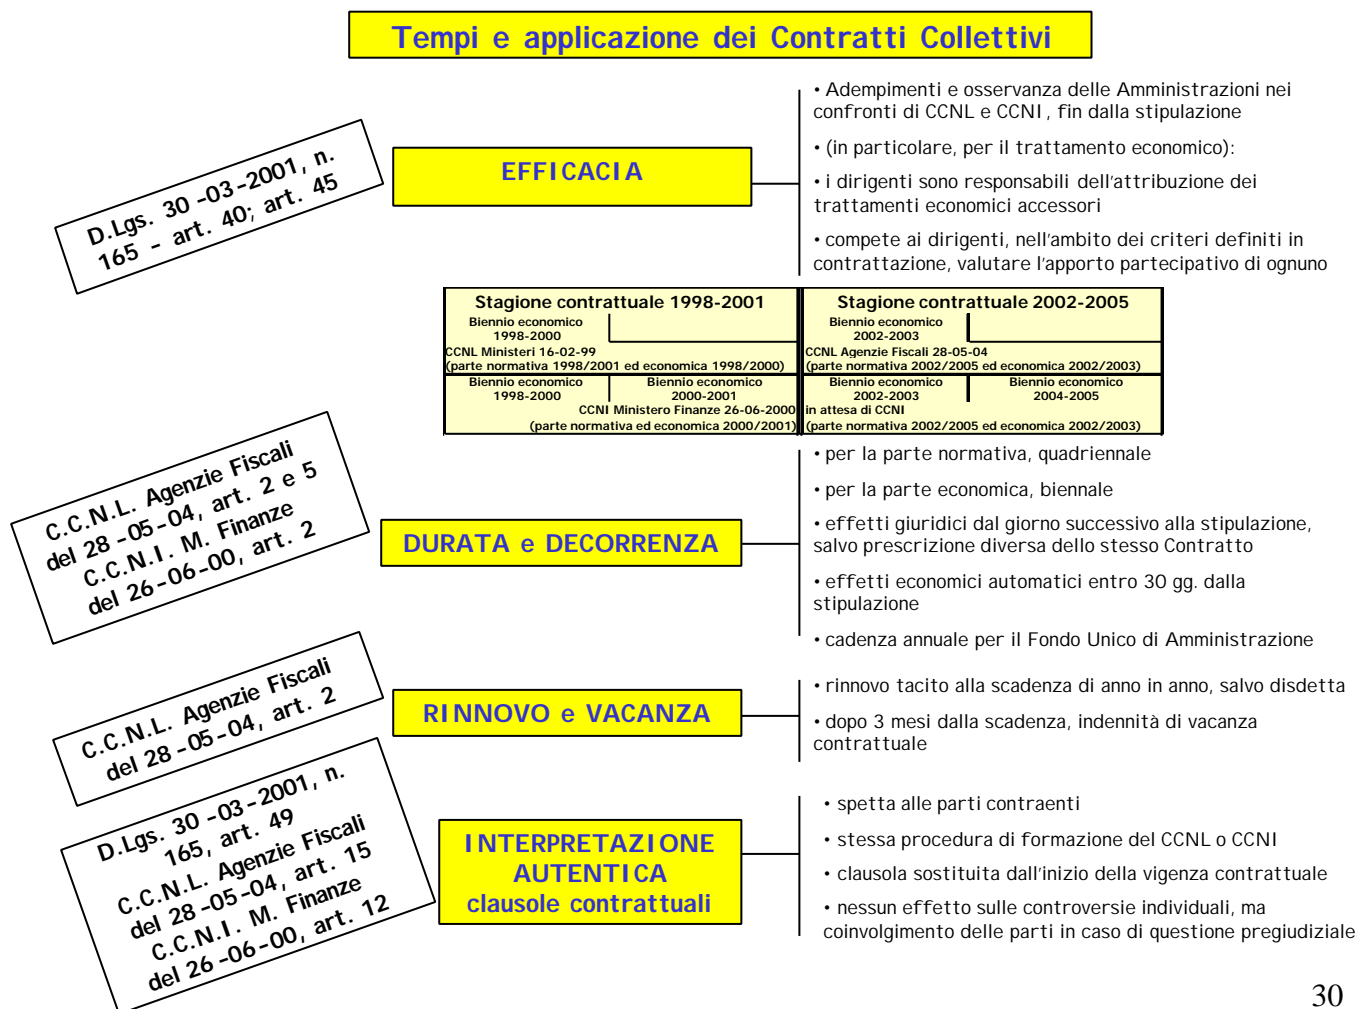 Tempi e applicazione dei Contratti Collettivi
D.Lgs. 30-03-2001, n.
165 - art. 40; art. 45
EFFICACIA
• Adempimenti e osservanza delle Amministrazioni nei
confronti di CCNL e CCNI, fin dalla stipulazione
• (in particolare, per il trattamento economico):
• i dirigenti sono responsabili dell'attribuzione dei
trattamenti economici accessori
• compete ai dirigenti, nell'ambito dei criteri definiti in
contrattazione, valutare l'apporto partecipativo di ognuno
Stagione contrattuale 1998-2001
Biennio economico
1998-2000
CCNL Ministeri 16-02-99
(parte normativa 1998/2001 ed economica 1998/2000)
Biennio economico
1998-2000
Biennio economico
2000-2001
CCNI Ministero Finanze 26-06-2000
(parte normativa ed economica 2000/2001)
Stagione contrattuale 2002-2005
Biennio economico
2002-2003
CCNL Agenzie Fiscali 28-05-04
(parte normativa 2002/2005 ed economica 2002/2003)
Biennio economico
2002-2003
Biennio economico
2004-2005
in attesa di CCNI
(parte normativa 2002/2005 ed economica 2002/2003)
C.C.N.L. Agenzie Fiscali
del 28-05-04, art. 2 e 5
C.C.N.I. M. Finanze
del 26-06-00, art. 2
DURATA e DECORRENZA
• per la parte normativa, quadriennale
• per la parte economica, biennale
• effetti giuridici dal giorno successivo alla stipulazione,
salvo prescrizione diversa dello stesso Contratto
• effetti economici automatici entro 30 gg. dalla
stipulazione
• cadenza annuale per il Fondo Unico di Amministrazione
C.C.N.L. Agenzie Fiscali
del 28-05-04, art. 2
RINNOVO e VACANZA
• rinnovo tacito alla scadenza di anno in anno, salvo disdetta
• dopo 3 mesi dalla scadenza, indennità di vacanza
contrattuale
D.Lgs. 30-03-2001, n.
165, art. 49
C.C.N.L. Agenzie Fiscali
del 28-05-04, art. 15
C.C.N.I. M. Finanze
del 26-06-00, art. 12
INTERPRETAZIONE
AUTENTICA
clausole contrattuali
• spetta alle parti contraenti
• stessa procedura di formazione del CCNL o CCNI
• clausola sostituita dall'inizio della vigenza contrattuale
• nessun effetto sulle controversie individuali, ma
coinvolgimento delle parti in caso di questione pregiudiziale
30